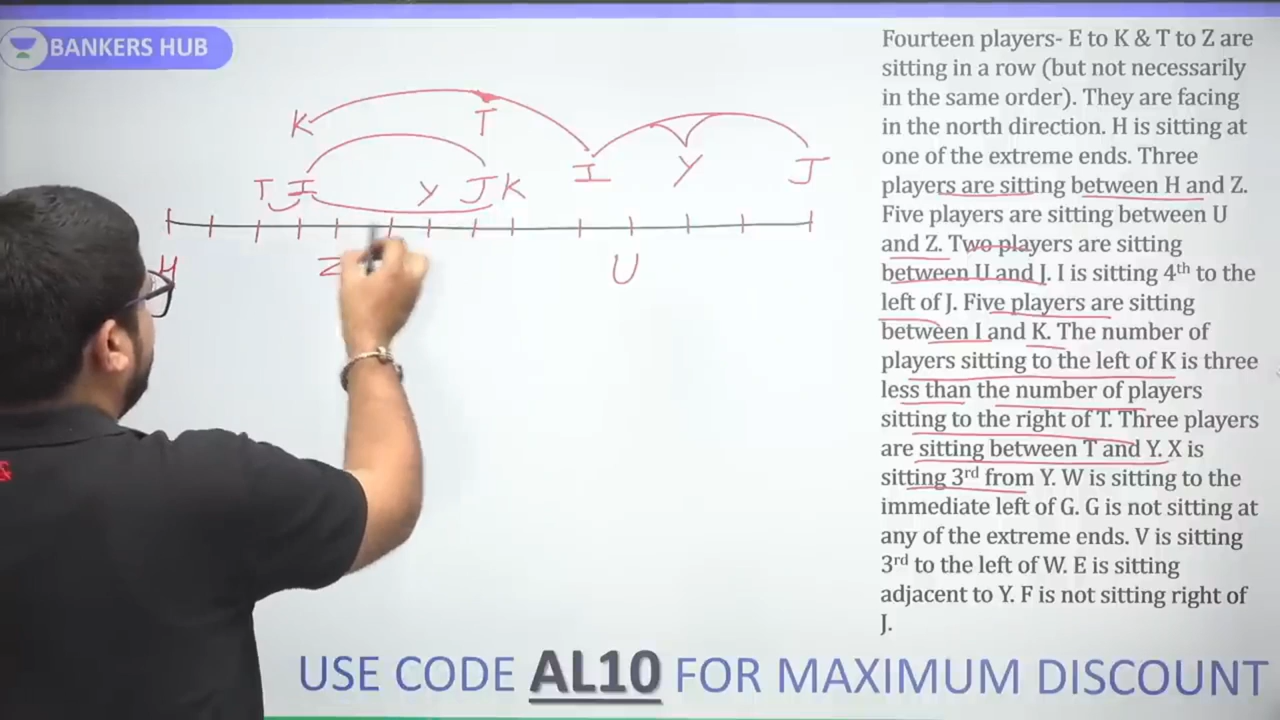 BANKERS HUB
K T
I Y J
T I Y J K
H Z U
Fourteen players- E to K & T to Z are
sitting in a row (but not necessarily
in the same order). They are facing
in the north direction. H is sitting at
one of the extreme ends. Three
players are sitting between H and Z.
Five players are sitting between U
and Z. Two players are sitting
between U and J. I is sitting 4th to the
left of J. Five players are sitting
between I and K. The number of
players sitting to the left of K is three
less than the number of players
sitting to the right of T. Three players
are sitting between T and Y. X is
sitting 3rd from Y. W is sitting to the
immediate left of G. G is not sitting at
any of the extreme ends. V is sitting
3rd to the left of W. E is sitting
adjacent to Y. F is not sitting right of
J.
USE CODE AL10 FOR MAXIMUM DISCOUNT